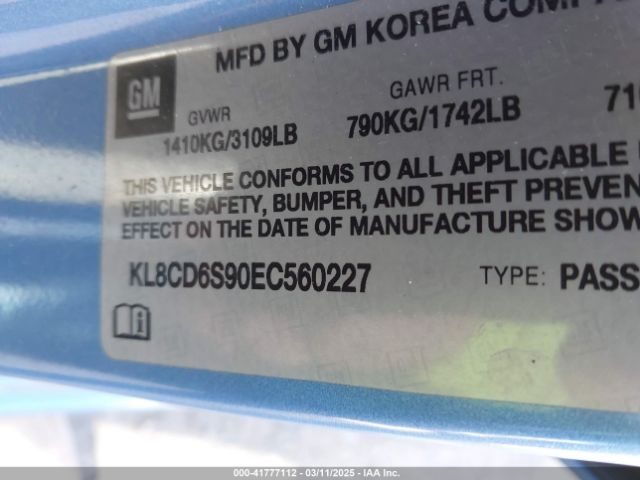 MFD BY GM KOREA COMPA
GM
GVWR
GAWR FRT.
1410KG/3109LB
790KG/1742LB
710
THIS VEHICLE CONFORMS TO ALL APPLICABLE
VEHICLE SAFETY, BUMPER, AND THEFT PREVEN
EFFECT ON THE DATE OF MANUFACTURE SHOW
KL8CD6S90EC560227
TYPE: PASS
i
000-41777112 - 03/11/2025 - IAA Inc.